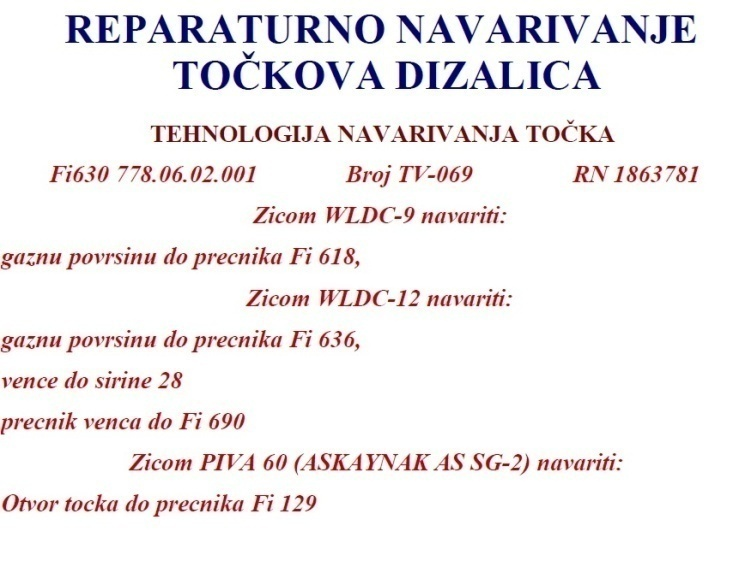 REPARATURNO NAVARIVANJE
TOČKOVA DIZALICA
TEHNOLOGIJA NAVARIVANJA TOČKA
Fi630 778.06.02.001 Broj TV-069 RN 1863781
Zicom WLDC-9 navariti:
gaznu povrsinu do precnika Fi 618,
Zicom WLDC-12 navariti:
gaznu povrsinu do precnika Fi 636,
vence do sirine 28
precnik venca do Fi 690
Zicom PIVA 60 (ASKAYNAK AS SG-2) navariti:
Otvor tocka do precnika Fi 129